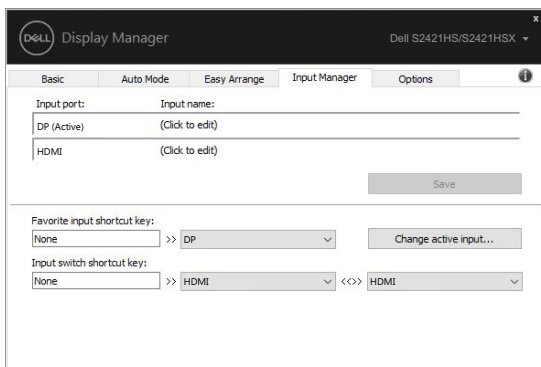 x
DELL Display Manager Dell S2421HS/S2421HSX
Basic Auto Mode Easy Arrange Input Manager Options i
Input port: Input name:
DP (Active) (Click to edit)
HDMI (Click to edit)
Save
Favorite input shortcut key:
None >> DP Change active input...
Input switch shortcut key:
None >> HDMI <<>> HDMI